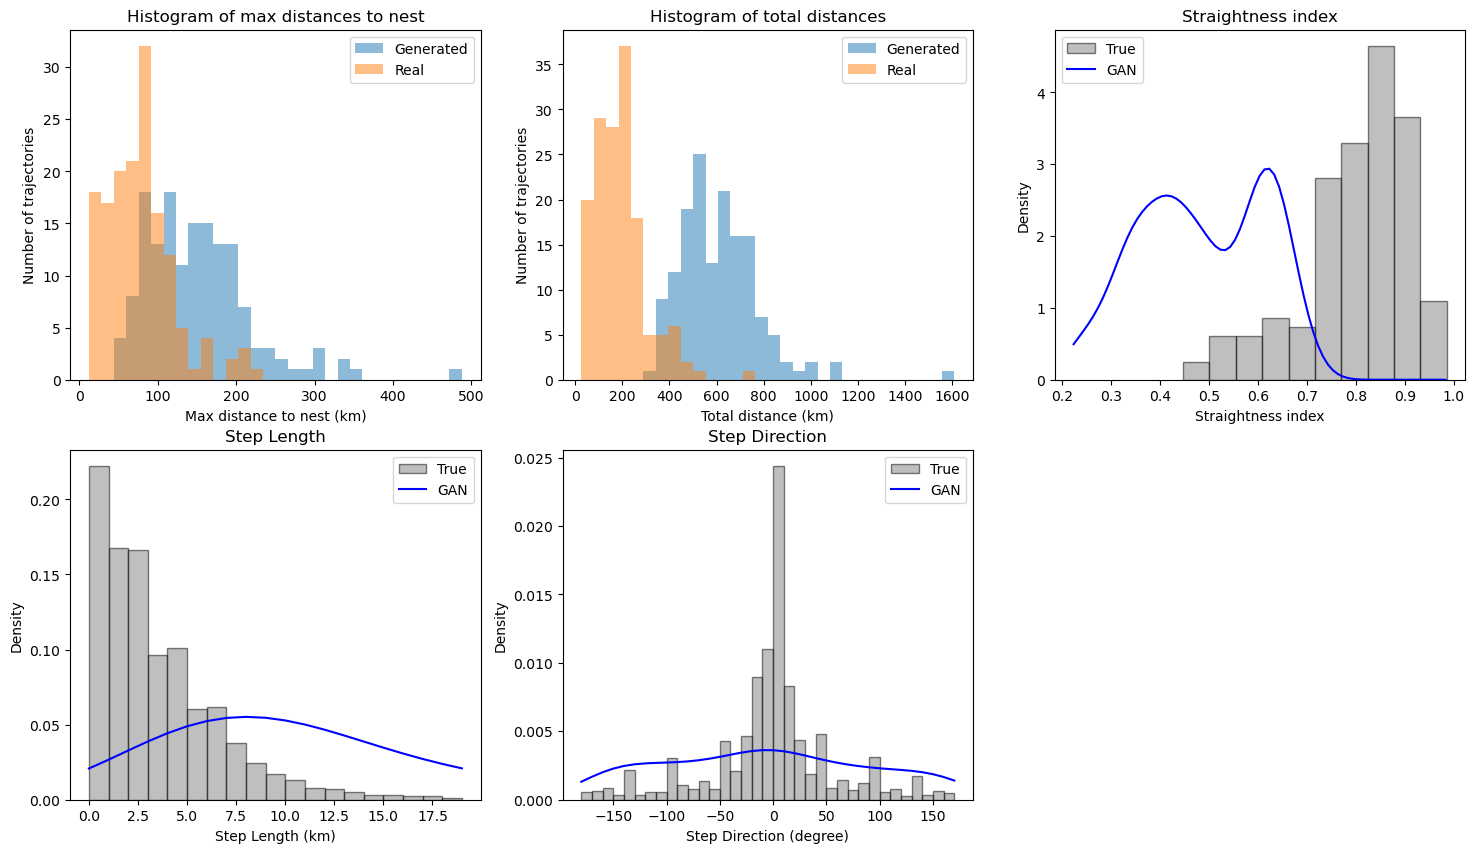 Histogram of max distances to nest
Generated
Real
Number of trajectories
30
25
20
15
10
5
0
0 100 200 300 400 500
Max distance to nest (km)
Histogram of total distances
Generated
Real
Number of trajectories
35
30
25
20
15
10
5
0
0 200 400 600 800 1000 1200 1400 1600
Total distance (km)
Straightness index
True
GAN
Density
4
3
2
1
0
0.2 0.3 0.4 0.5 0.6 0.7 0.8 0.9 1.0
Straightness index
Step Length
True
GAN
Density
0.20
0.15
0.10
0.05
0.00
0.0 2.5 5.0 7.5 10.0 12.5 15.0 17.5
Step Length (km)
Step Direction
True
GAN
Density
0.025
0.020
0.015
0.010
0.005
0.000
−150 −100 −50 0 50 100 150
Step Direction (degree)